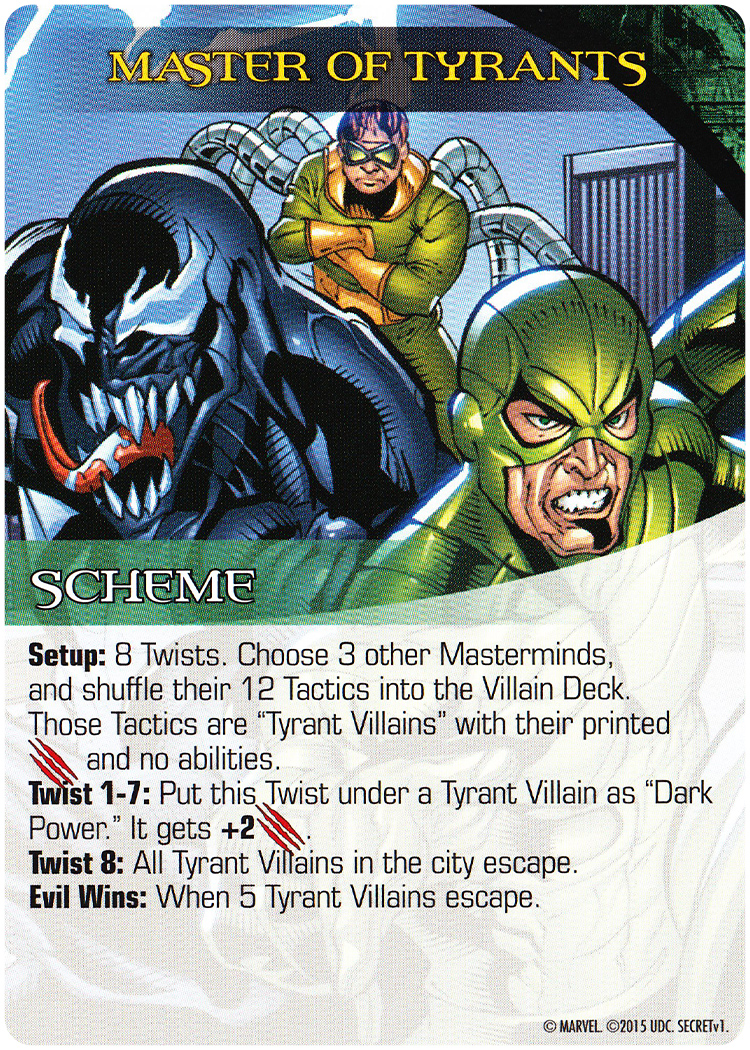 MASTER OF TYRANTS
SCHEME
Setup: 8 Twists. Choose 3 other Masterminds,
and shuffle their 12 Tactics into the Villain Deck.
Those Tactics are “Tyrant Villains” with their printed
and no abilities.
Twist 1-7: Put this Twist under a Tyrant Villain as “Dark
Power.” It gets +2 .
Twist 8: All Tyrant Villains in the city escape.
Evil Wins: When 5 Tyrant Villains escape.
© MARVEL. ©2015 UDC. SECRETv1.